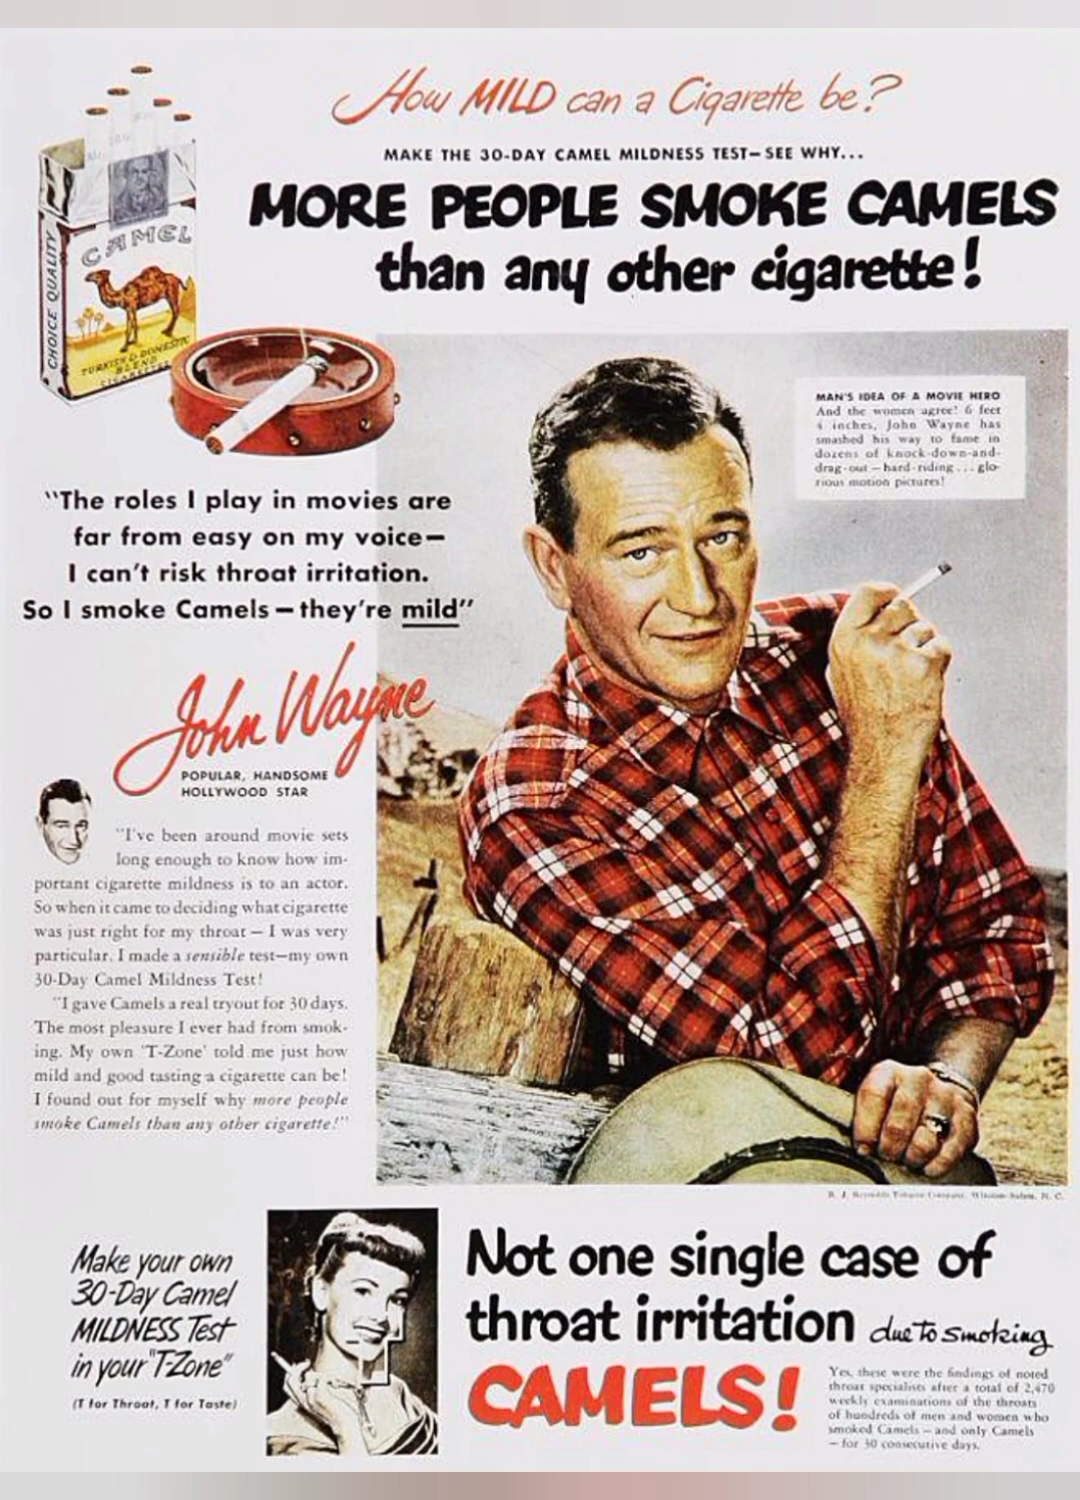 How MILD can a Cigarette be?
MAKE THE 30-DAY CAMEL MILDNESS TEST—SEE WHY...
MORE PEOPLE SMOKE CAMELS
than any other cigarette!
CAMEL
CHOICE QUALITY
TURKISH & DOMESTIC
BLEND
CIGARETTES
MAN'S IDEA OF A MOVIE HERO
And the women agree! 6 feet
4 inches, John Wayne has
smashed his way to fame in
dozens of knock-down-and-
drag-out — hard-riding ... glo-
rious motion pictures!
"The roles I play in movies are
far from easy on my voice—
I can't risk throat irritation.
So I smoke Camels — they're mild"
John Wayne
POPULAR, HANDSOME
HOLLYWOOD STAR
"I've been around movie sets
long enough to know how im-
portant cigarette mildness is to an actor.
So when it came to deciding what cigarette
was just right for my throat — I was very
particular. I made a sensible test—my own
30-Day Camel Mildness Test!
"I gave Camels a real tryout for 30 days.
The most pleasure I ever had from smok-
ing. My own 'T-Zone' told me just how
mild and good tasting a cigarette can be!
I found out for myself why more people
smoke Camels than any other cigarette!"
R. J. Reynolds Tobacco Company, Winston-Salem, N. C.
Make your own
30-Day Camel
MILDNESS Test
in your "T-Zone"
(T for Throat, T for Taste)
T
Not one single case of
throat irritation due to smoking
CAMELS!
Yes, these were the findings of noted
throat specialists after a total of 2,470
weekly examinations of the throats
of hundreds of men and women who
smoked Camels — and only Camels
— for 30 consecutive days.